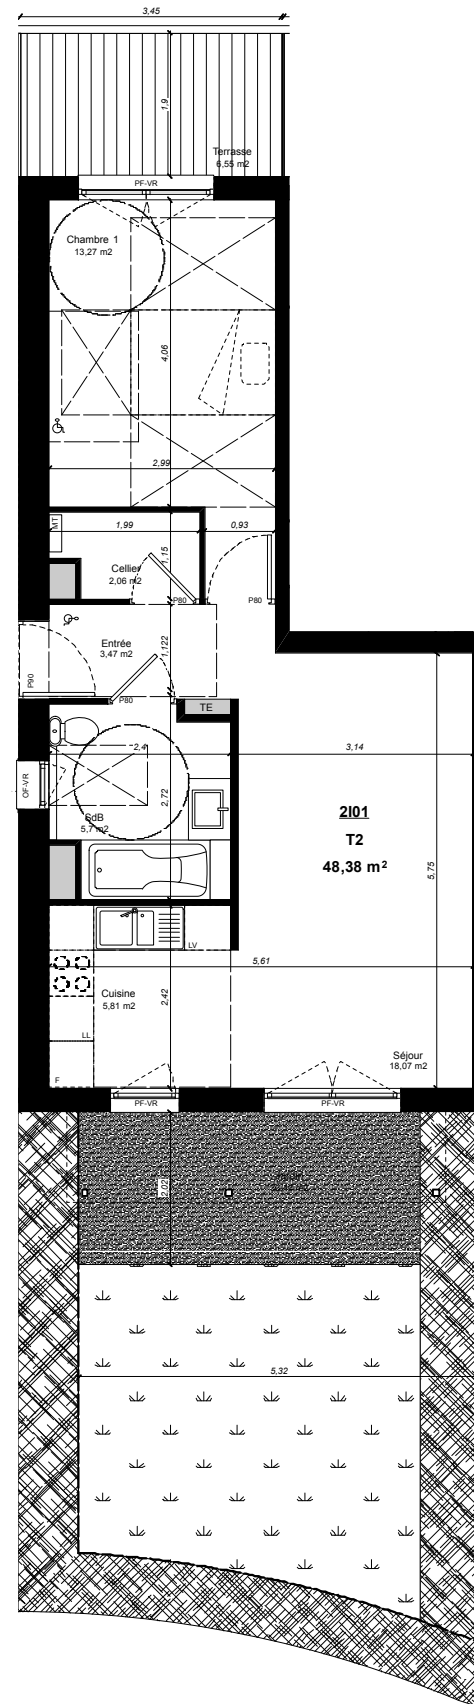 3,45
1,9
Terrasse
6,55 m2
PF-VR
Chambre 1
13,27 m2
4,06
2,99
MT
1,99
0,93
1,15
Cellier
2,06 m2
P80
P80
Entrée
3,47 m2
1,122
P90
P80
TE
2,4
3,14
OF-VR
2,72
SdB
5,7 m2
2I01
T2
48,38 m²
5,75
LV
5,61
Cuisine
5,81 m2
2,42
LL
Séjour
18,07 m2
F
PF-VR
PF-VR
2,02
5,32